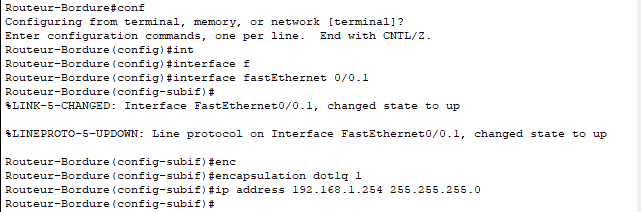 Routeur-Bordure#conf
Configuring from terminal, memory, or network [terminal]?
Enter configuration commands, one per line.  End with CNTL/Z.
Routeur-Bordure(config)#int
Routeur-Bordure(config)#interface f
Routeur-Bordure(config)#interface fastEthernet 0/0.1
Routeur-Bordure(config-subif)#
%LINK-5-CHANGED: Interface FastEthernet0/0.1, changed state to up
%LINEPROTO-5-UPDOWN: Line protocol on Interface FastEthernet0/0.1, changed state to up
Routeur-Bordure(config-subif)#enc
Routeur-Bordure(config-subif)#encapsulation dot1q 1
Routeur-Bordure(config-subif)#ip address 192.168.1.254 255.255.255.0
Routeur-Bordure(config-subif)#